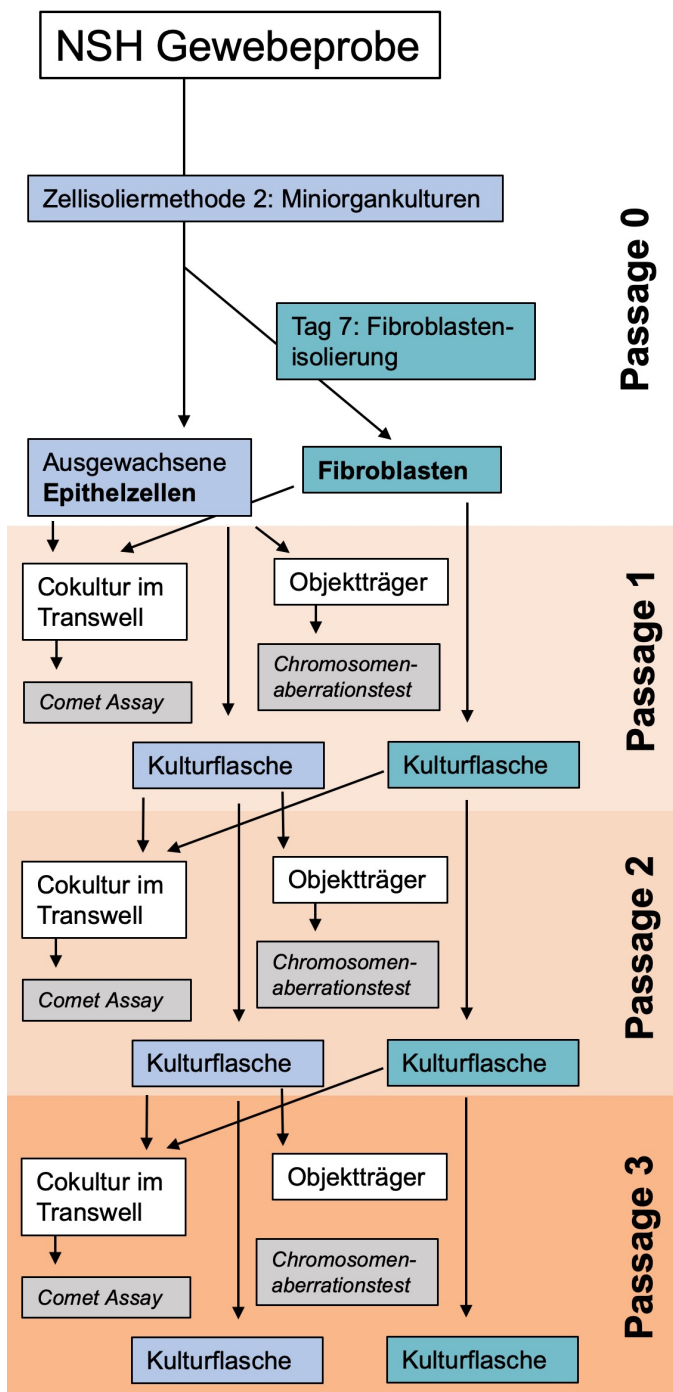 NSH Gewebeprobe
Zellisoliermethode 2: Miniorgankulturen
Passage 0
Tag 7: Fibroblasten-
isolierung
Ausgewachsene
Epithelzellen
Fibroblasten
Cokultur im
Transwell
Objektträger
Passage 1
Comet Assay
Chromosomen-
aberrationstest
Kulturflasche
Kulturflasche
Cokultur im
Transwell
Objektträger
Passage 2
Comet Assay
Chromosomen-
aberrationstest
Kulturflasche
Kulturflasche
Cokultur im
Transwell
Objektträger
Passage 3
Comet Assay
Chromosomen-
aberrationstest
Kulturflasche
Kulturflasche